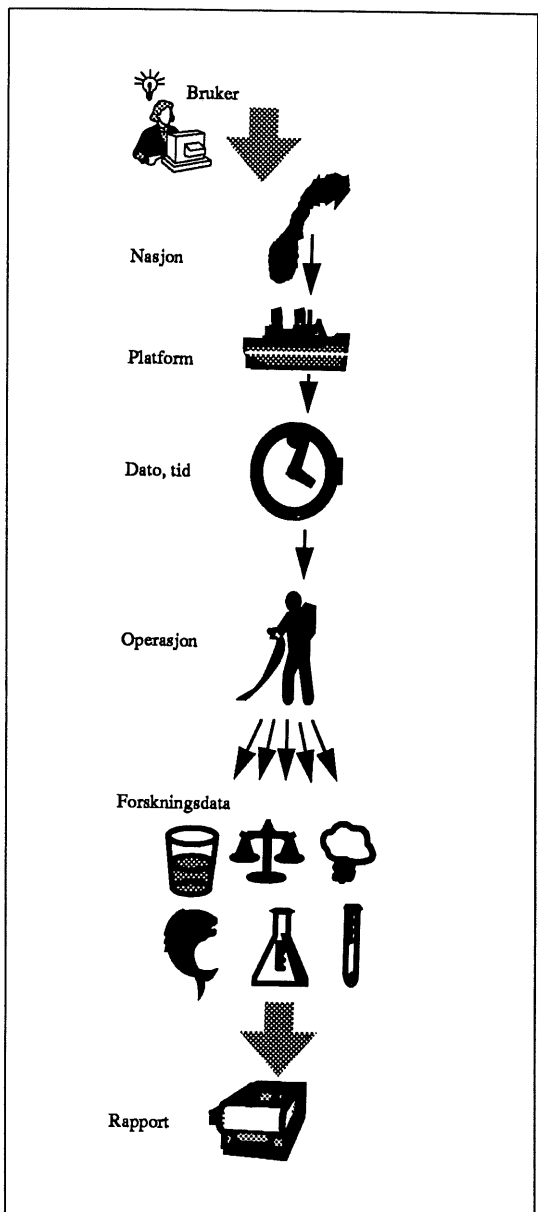 Bruker
Nasjon
Platform
Dato, tid
Operasjon
Forskningsdata
Rapport